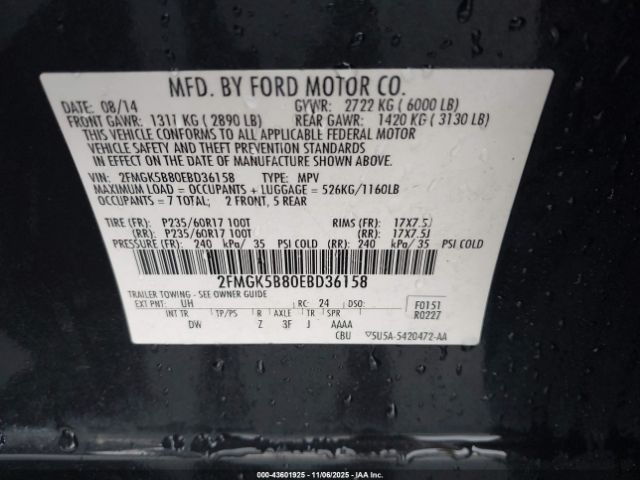 MFD. BY FORD MOTOR CO.
DATE: 08/14 GVWR: 2722 KG ( 6000 LB)
FRONT GAWR: 1311 KG ( 2890 LB) REAR GAWR: 1420 KG ( 3130 LB)
THIS VEHICLE CONFORMS TO ALL APPLICABLE FEDERAL MOTOR
VEHICLE SAFETY AND THEFT PREVENTION STANDARDS
IN EFFECT ON THE DATE OF MANUFACTURE SHOWN ABOVE.
VIN: 2FMGK5B80EBD36158 TYPE: MPV
MAXIMUM LOAD = OCCUPANTS + LUGGAGE = 526KG/1160LB
OCCUPANTS = 7 TOTAL; 2 FRONT, 5 REAR
TIRE (FR): P235/60R17 100T RIMS (FR): 17X7.5J
(RR): P235/60R17 100T (RR): 17X7.5J
PRESSURE (FR): 240 kPa/ 35 PSI COLD (RR): 240 kPa/ 35 PSI COLD
2FMGK5B80EBD36158
TRAILER TOWING - SEE OWNER GUIDE
EXT PNT: UH RC: 24 DSO: F0151
R0227
INT TR TP/PS R AXLE TR SPR
DW Z 3F J AAAA
CBU 5U5A-5420472-AA
00-43601925 - 11/06/2025 - IAA Inc.